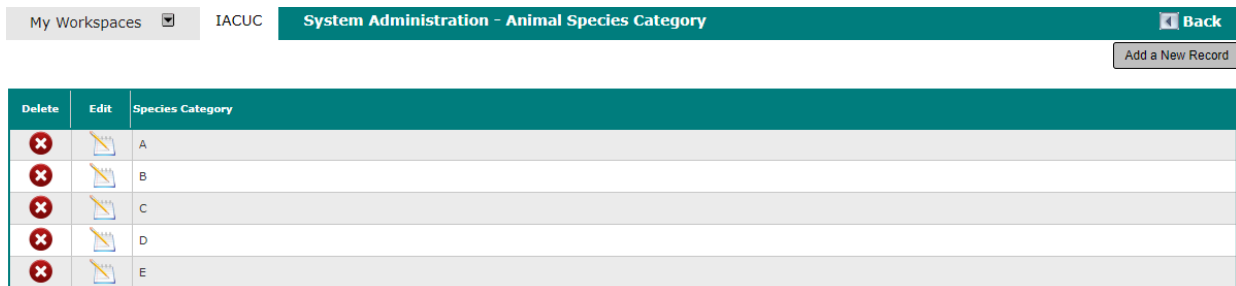 My Workspaces IACUC System Administration - Animal Species Category Back
Add a New Record
Delete Edit Species Category
A
B
C
D
E